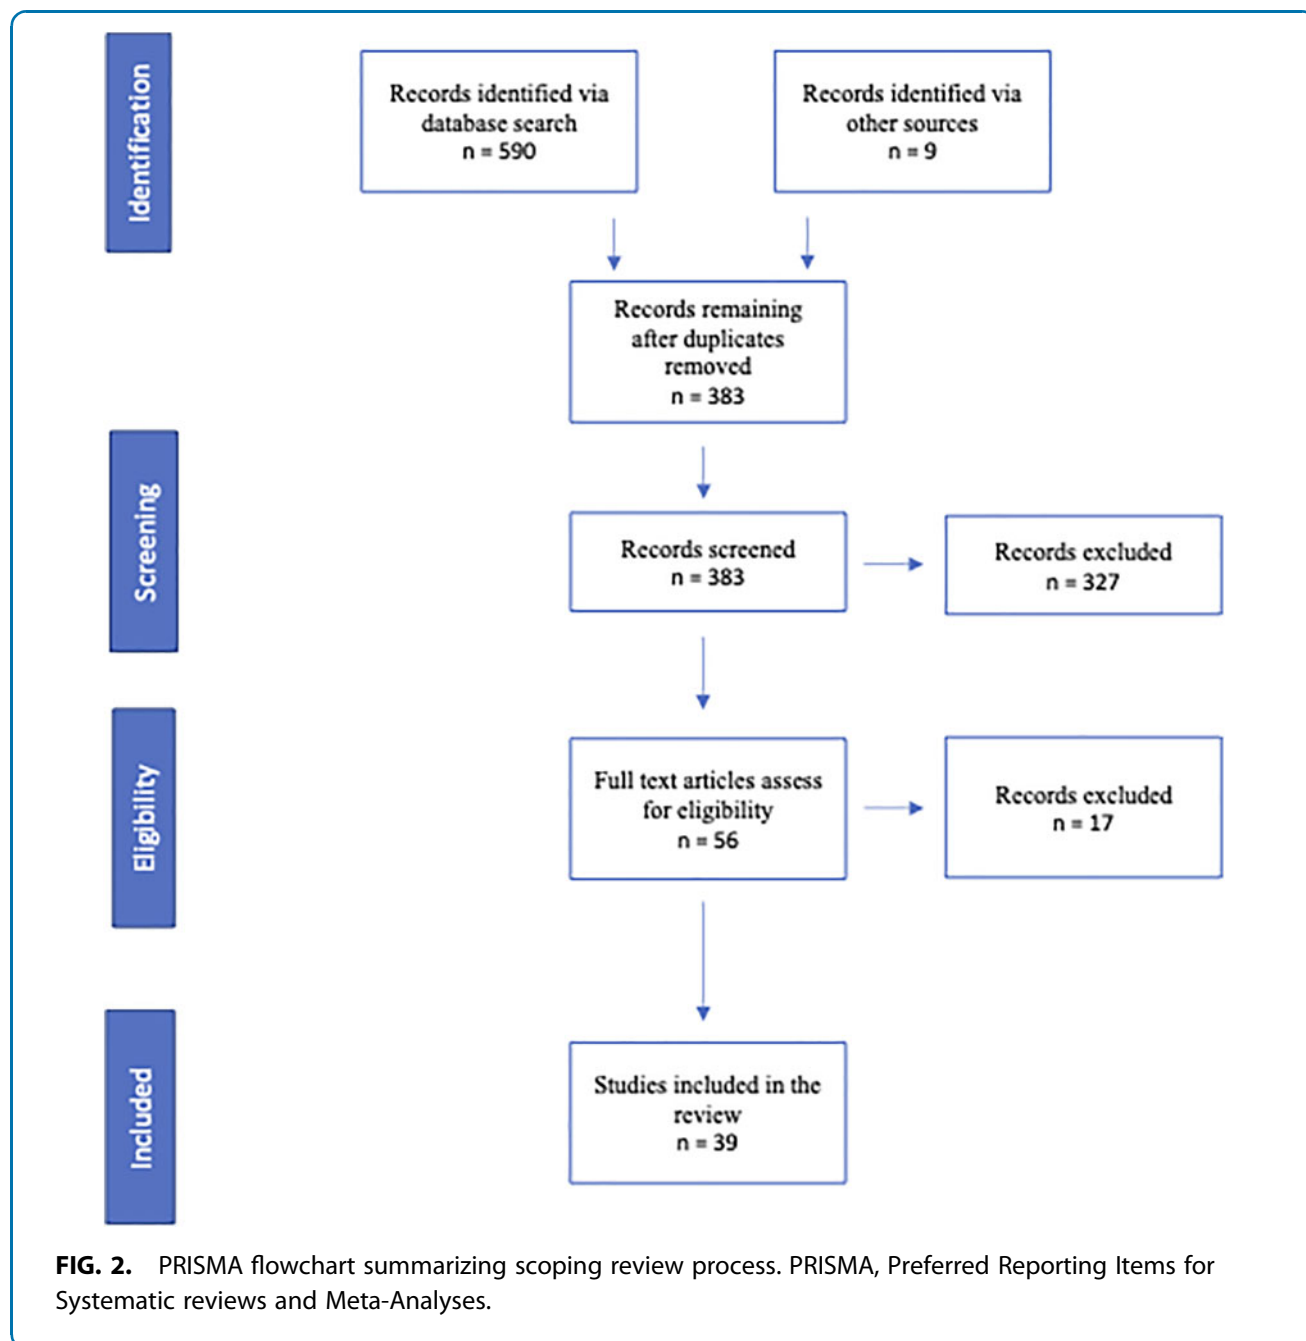 Identification
Records identified via
database search
n = 590
Records identified via
other sources
n = 9
Records remaining
after duplicates
removed
n = 383
Screening
Records screened
n = 383
Records excluded
n = 327
Eligibility
Full text articles assess
for eligibility
n = 56
Records excluded
n = 17
Included
Studies included in the
review
n = 39
FIG. 2. PRISMA flowchart summarizing scoping review process. PRISMA, Preferred Reporting Items for
Systematic reviews and Meta-Analyses.